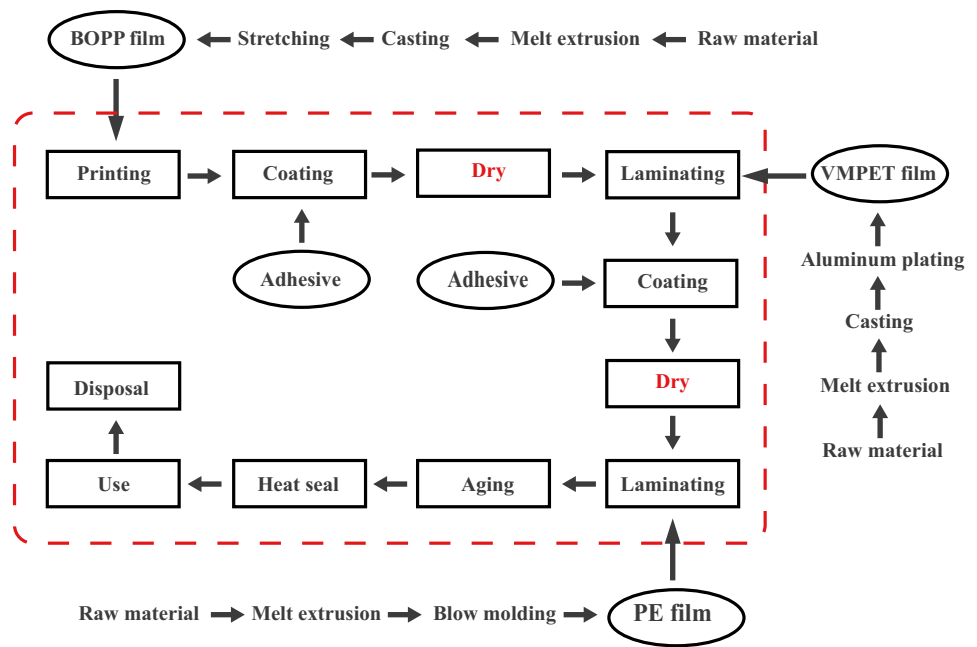 BOPP film
Stretching
Casting
Melt extrusion
Raw material
Printing
Coating
Dry
Laminating
VMPET film
Adhesive
Adhesive
Coating
Aluminum plating
Casting
Disposal
Dry
Melt extrusion
Raw material
Use
Heat seal
Aging
Laminating
Raw material
Melt extrusion
Blow molding
PE film